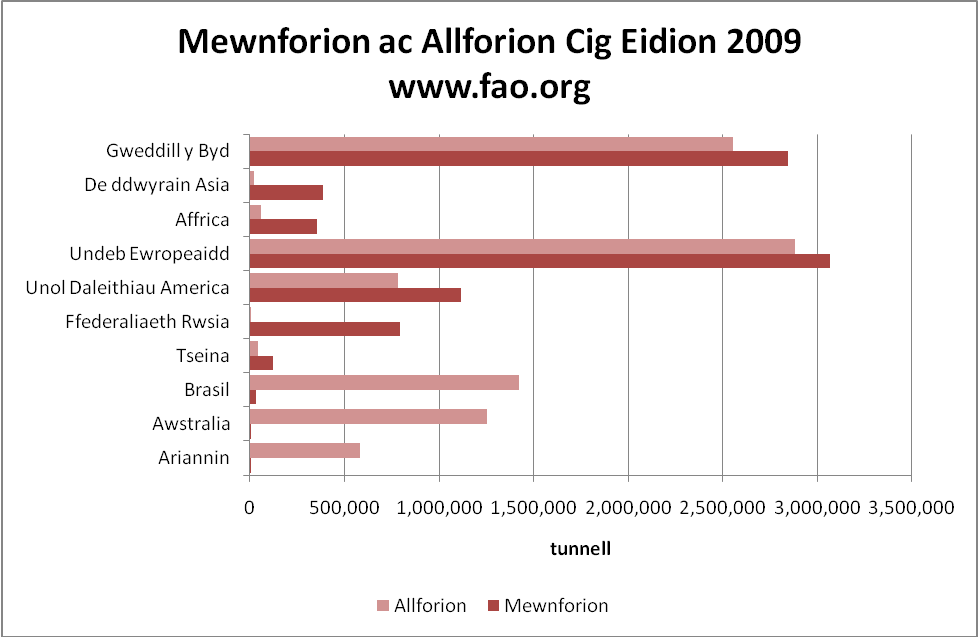 Mewnforion ac Allforion Cig Eidion 2009
www.fao.org
Gweddill y Byd
De ddwyrain Asia
Affrica
Undeb Ewropeaidd
Unol Daleithiau America
Ffederaliaeth Rwsia
Tseina
Brasil
Awstralia
Ariannin
0 500,000 1,000,000 1,500,000 2,000,000 2,500,000 3,000,000 3,500,000
tunnell
Allforion Mewnforion